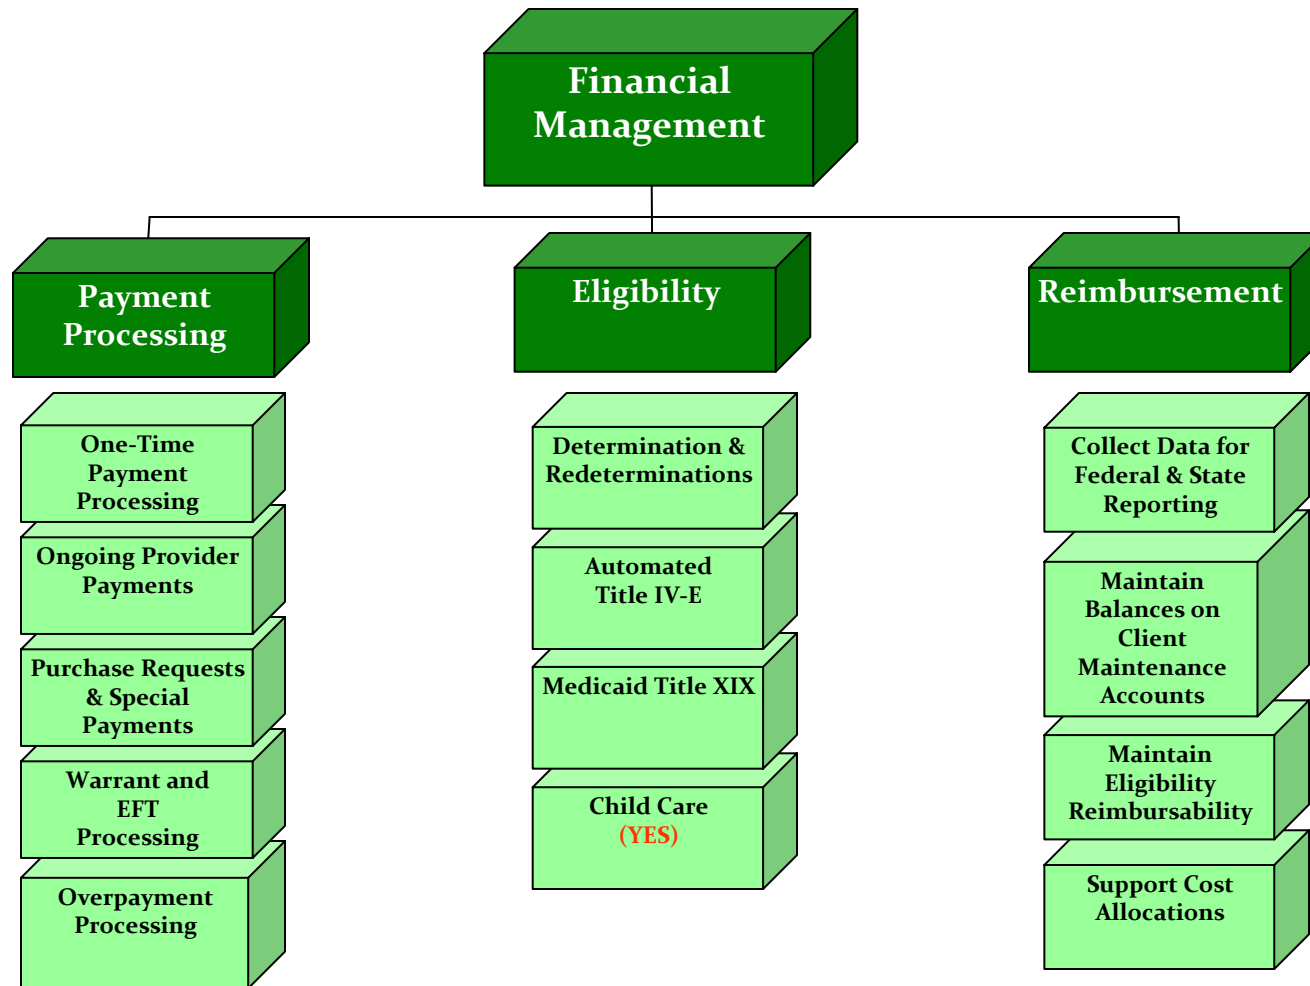 Financial
Management
Payment
Processing
Eligibility
Reimbursement
One-Time
Payment
Processing
Ongoing Provider
Payments
Purchase Requests
& Special
Payments
Warrant and
EFT
Processing
Overpayment
Processing
Determination &
Redeterminations
Automated
Title IV-E
Medicaid Title XIX
Child Care
(YES)
Collect Data for
Federal & State
Reporting
Maintain
Balances on
Client
Maintenance
Accounts
Maintain
Eligibility
Reimbursability
Support Cost
Allocations